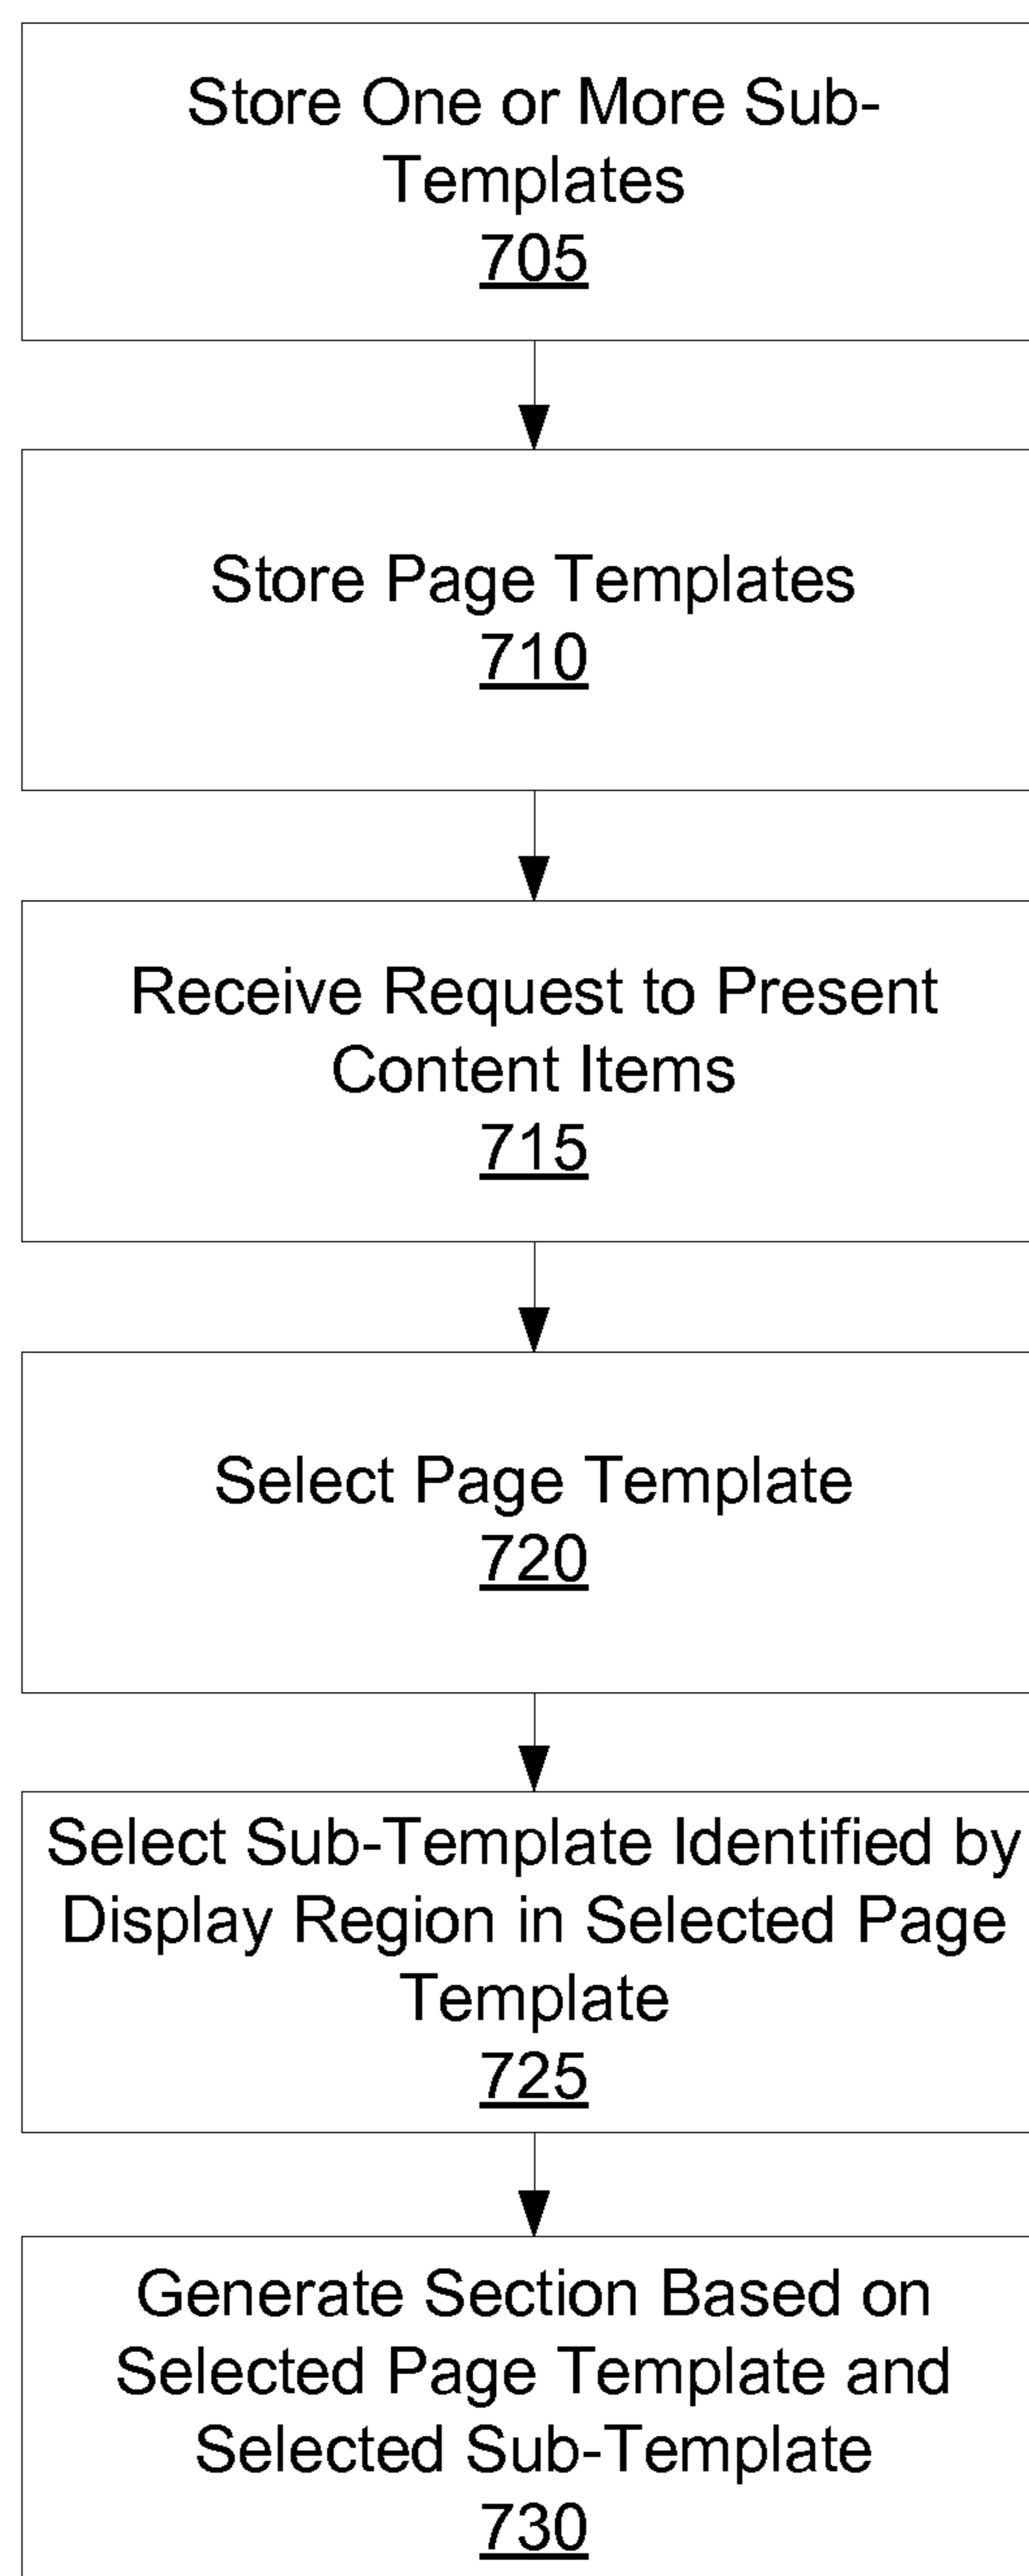 Store One or More Sub-
Templates
705
Store Page Templates
710
Receive Request to Present
Content Items
715
Select Page Template
720
Select Sub-Template Identified by
Display Region in Selected Page
Template
725
Generate Section Based on
Selected Page Template and
Selected Sub-Template
730